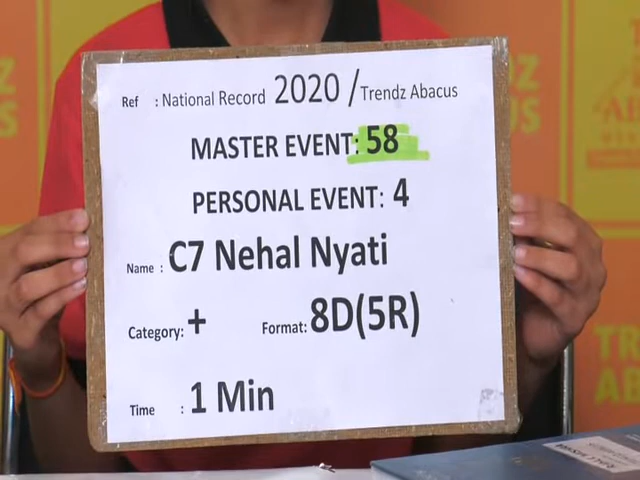 Ref : National Record 2020 / Trendz Abacus
MASTER EVENT: 58
PERSONAL EVENT: 4
Name : C7 Nehal Nyati
Category: + Format: 8D(5R)
Time : 1 Min